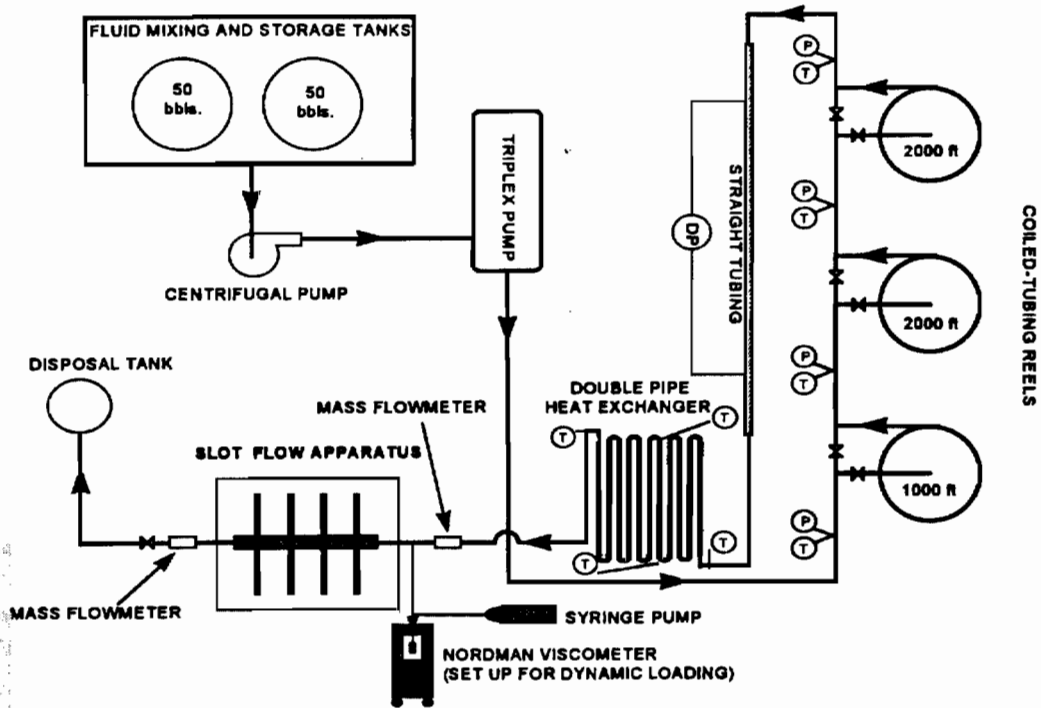 FLUID MIXING AND STORAGE TANKS
50
bbls.
50
bbls.
CENTRIFUGAL PUMP
TRIPLEX PUMP
STRAIGHT TUBING
DP
P
T
P
T
P
T
P
T
2000 ft
2000 ft
1000 ft
COILED-TUBING REELS
DISPOSAL TANK
MASS FLOWMETER
DOUBLE PIPE
HEAT EXCHANGER
T
T
T
T
SLOT FLOW APPARATUS
MASS FLOWMETER
SYRINGE PUMP
NORDMAN VISCOMETER
(SET UP FOR DYNAMIC LOADING)